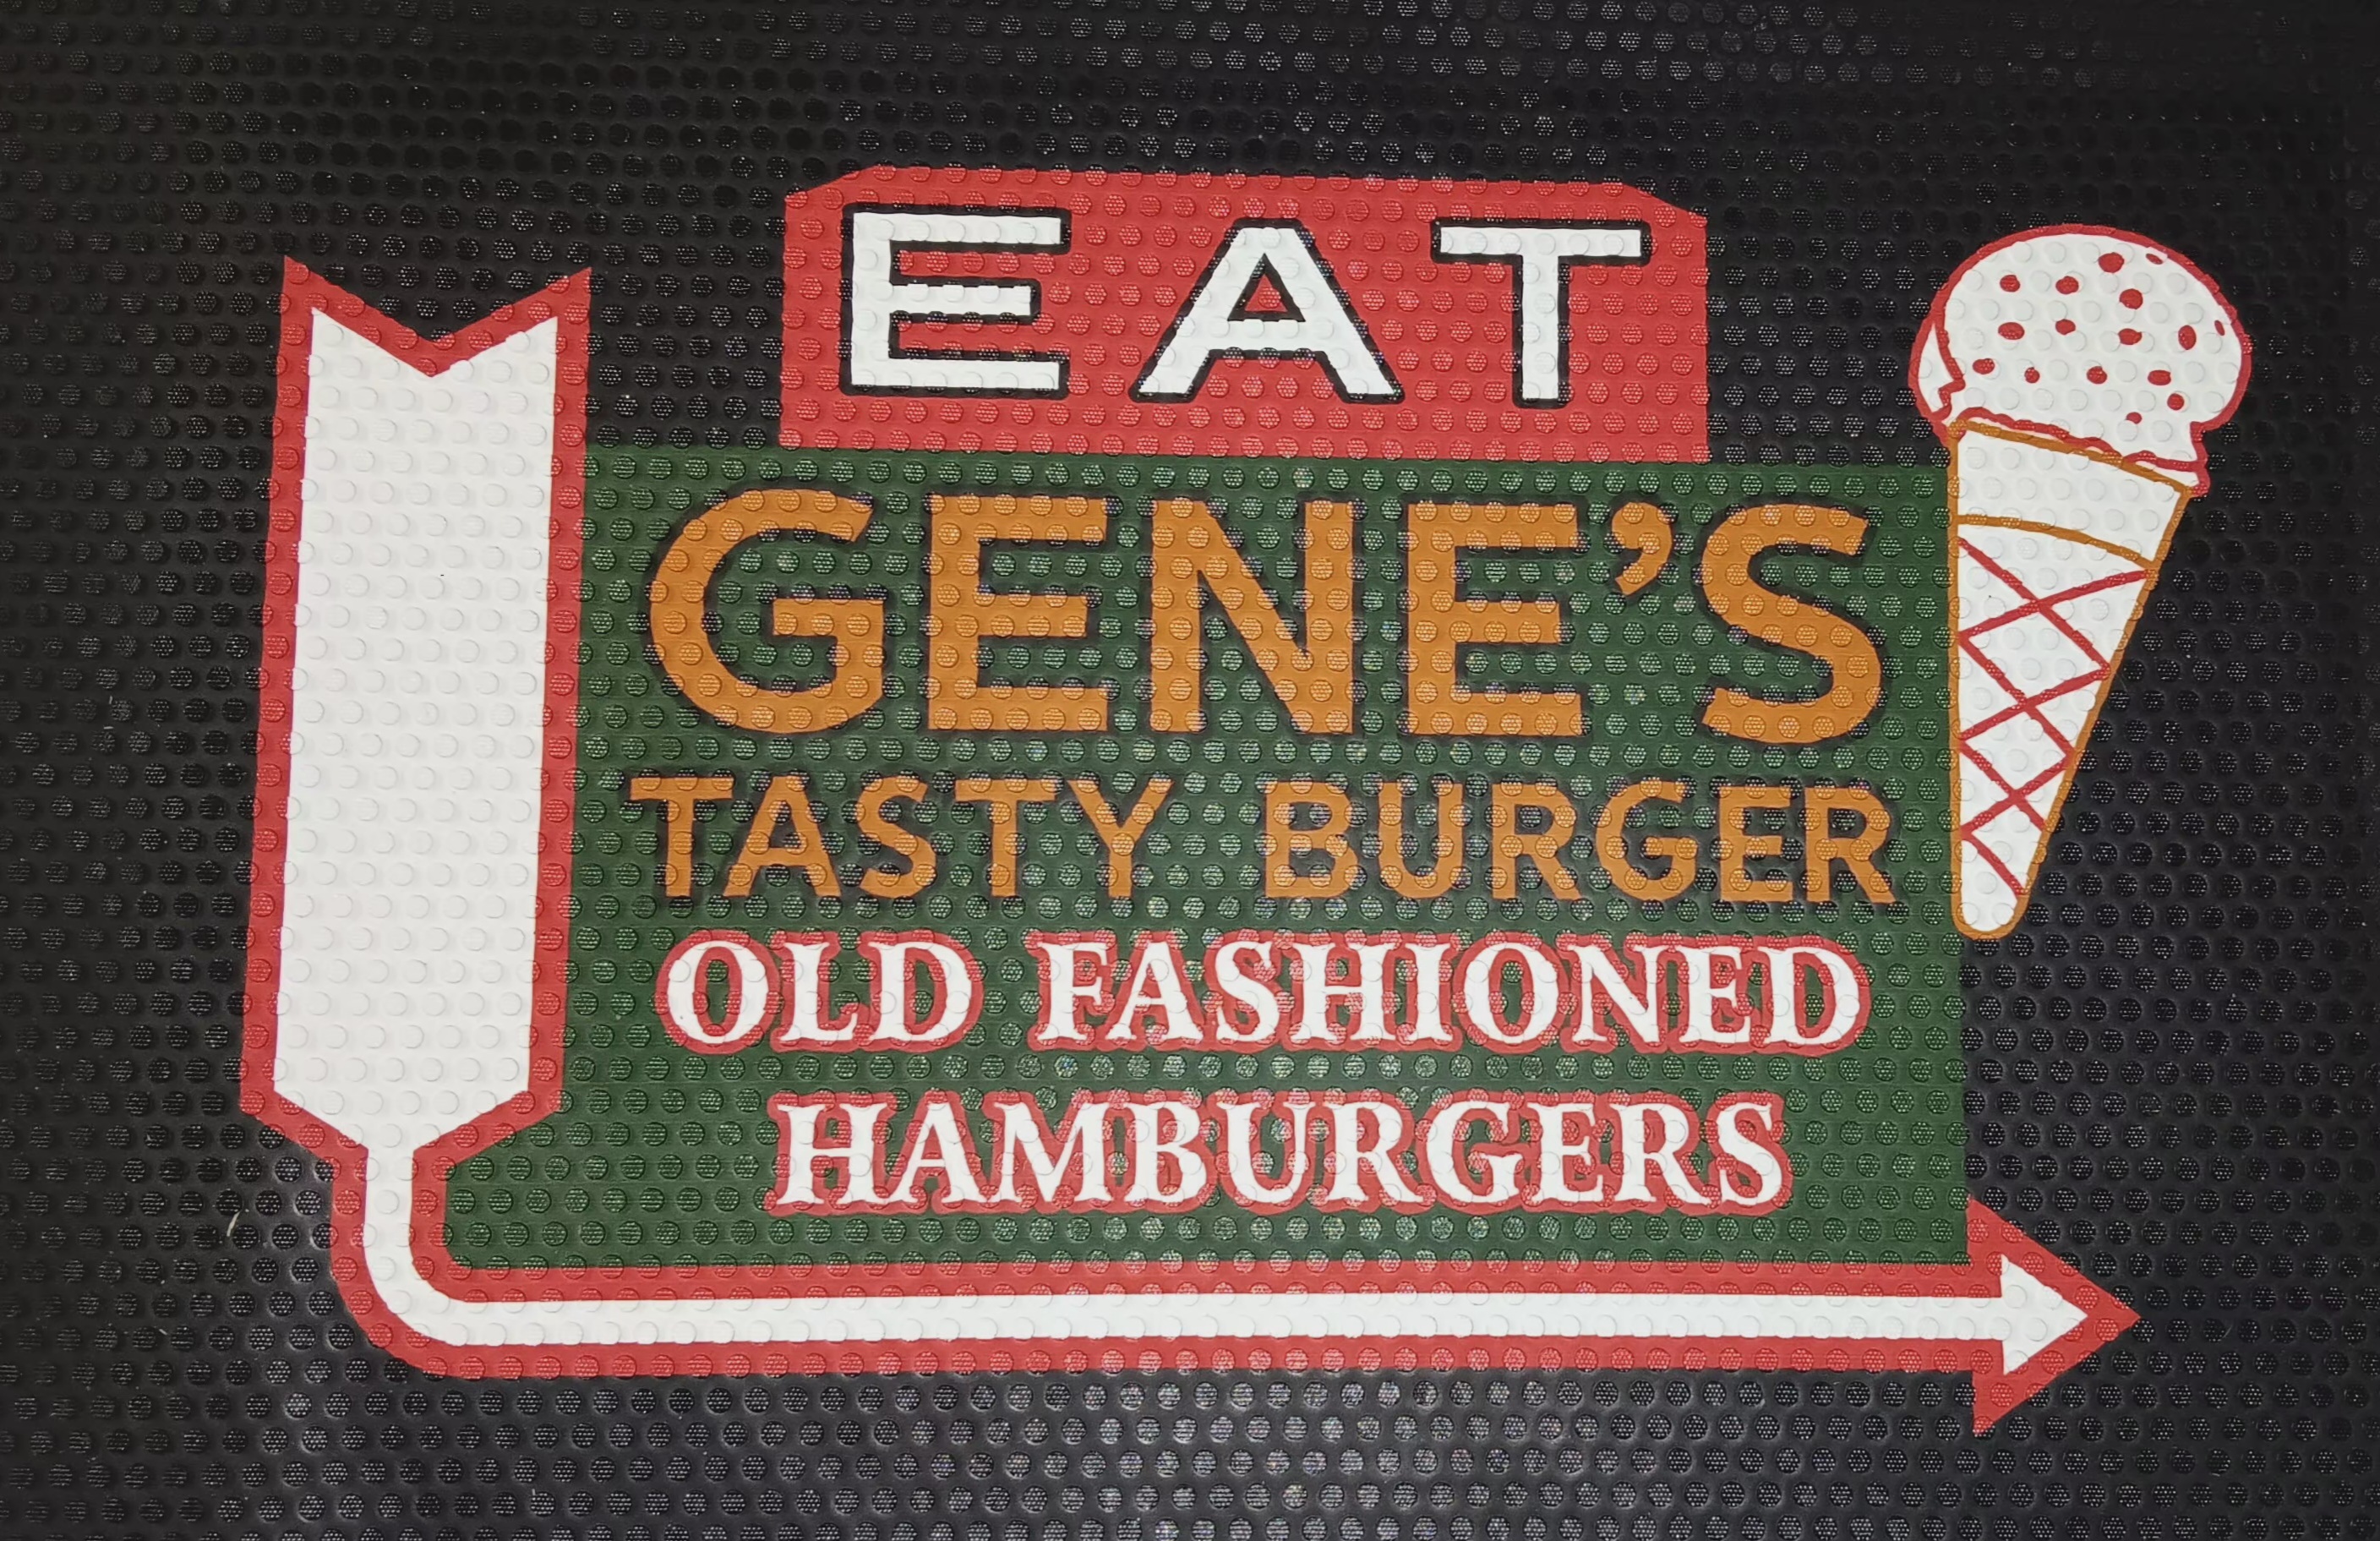 EAT
GENE'S
TASTY BURGER
OLD FASHIONED
HAMBURGERS